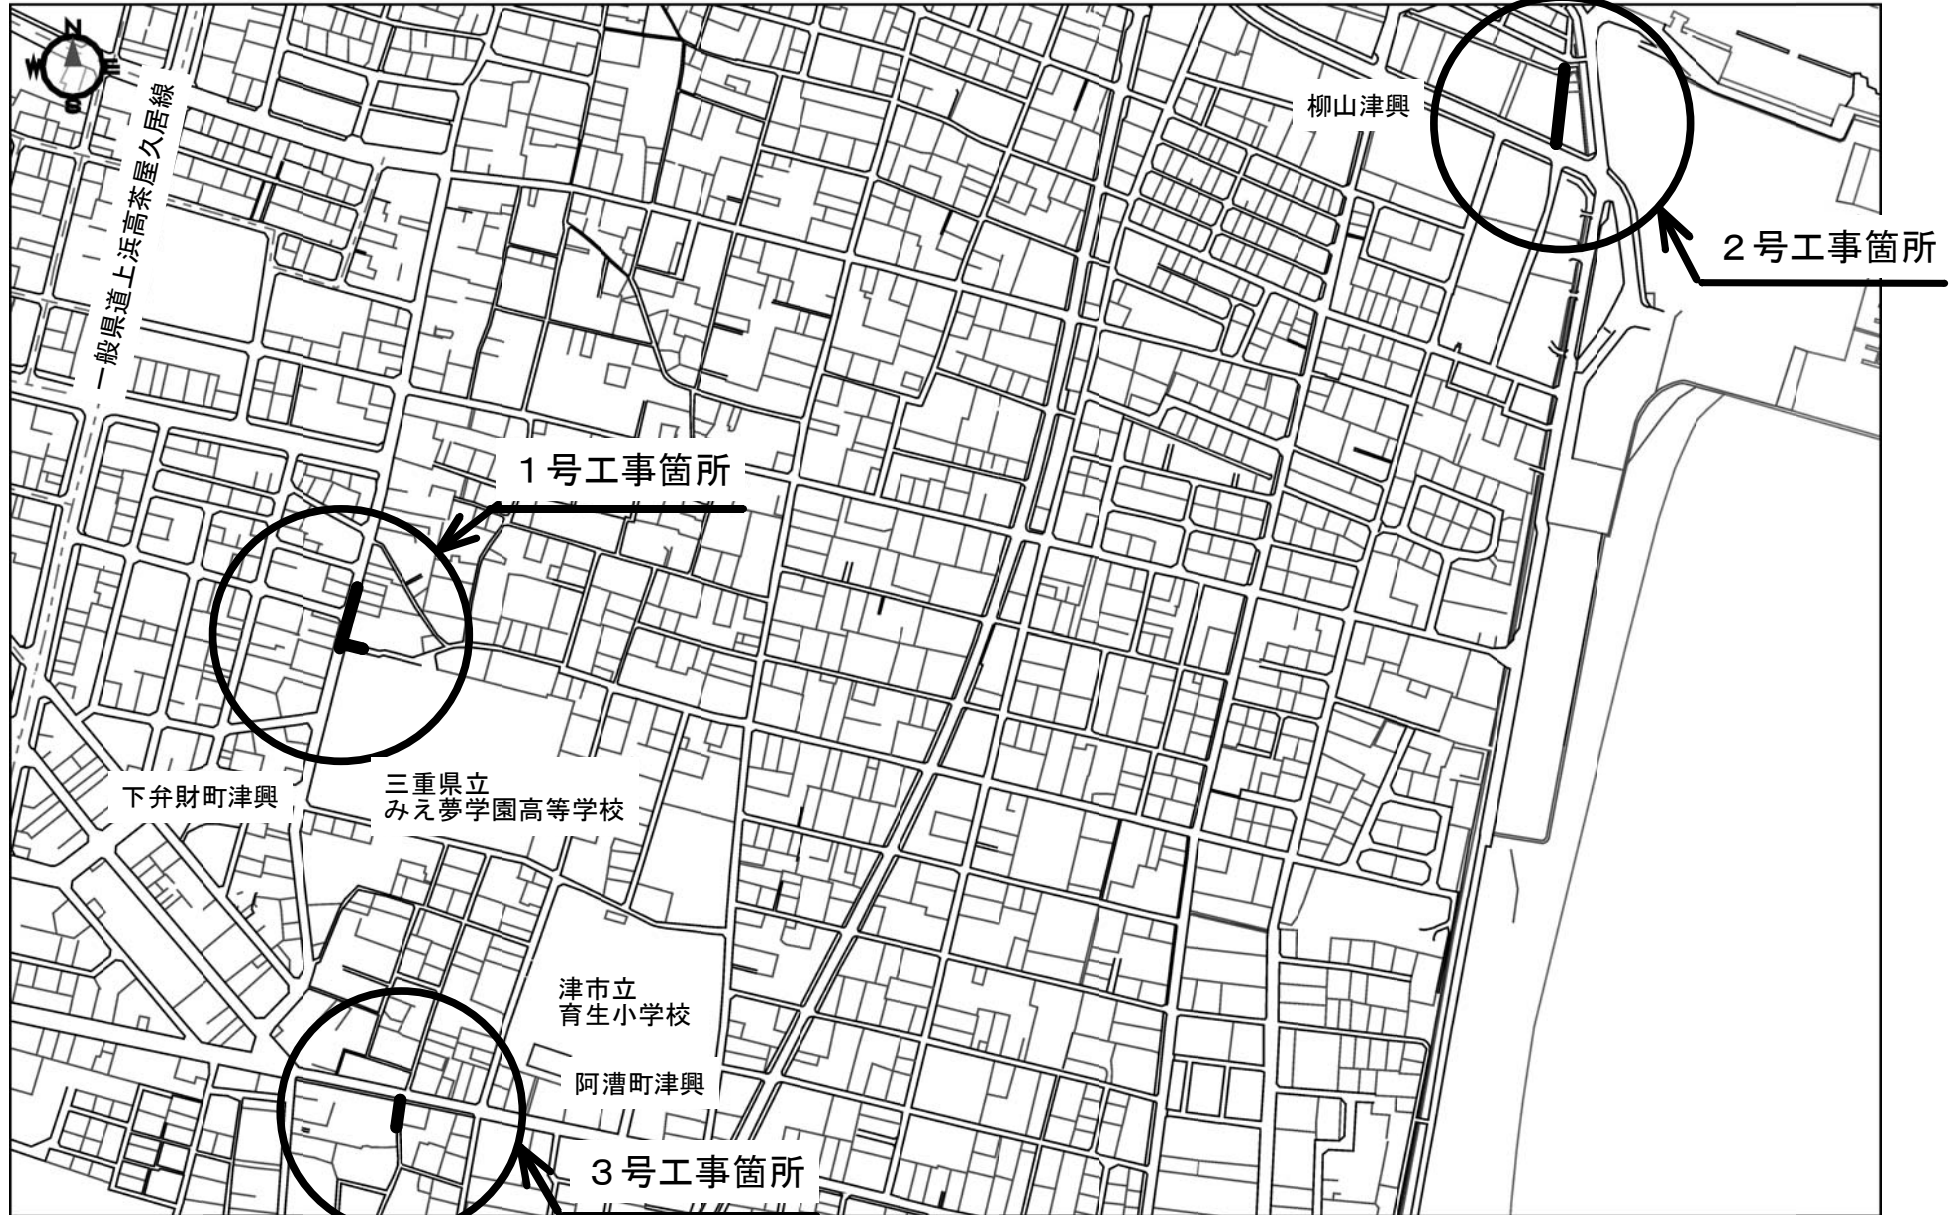 N
W
E
S
一般県道上浜高茶屋久居線
柳山津興
２号工事箇所
１号工事箇所
下弁財町津興
三重県立
みえ夢学園高等学校
津市立
育生小学校
阿漕町津興
３号工事箇所